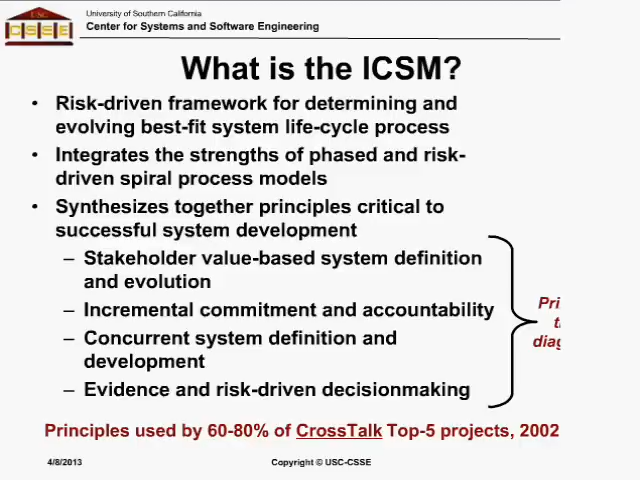 USC
CSSE
University of Southern California
Center for Systems and Software Engineering
What is the ICSM?
• Risk-driven framework for determining and
evolving best-fit system life-cycle process
• Integrates the strengths of phased and risk-
driven spiral process models
• Synthesizes together principles critical to
successful system development
– Stakeholder value-based system definition
and evolution
– Incremental commitment and accountability
– Concurrent system definition and
development
– Evidence and risk-driven decisionmaking
Principles used by 60-80% of CrossTalk Top-5 projects, 2002
4/8/2013
Copyright © USC-CSSE